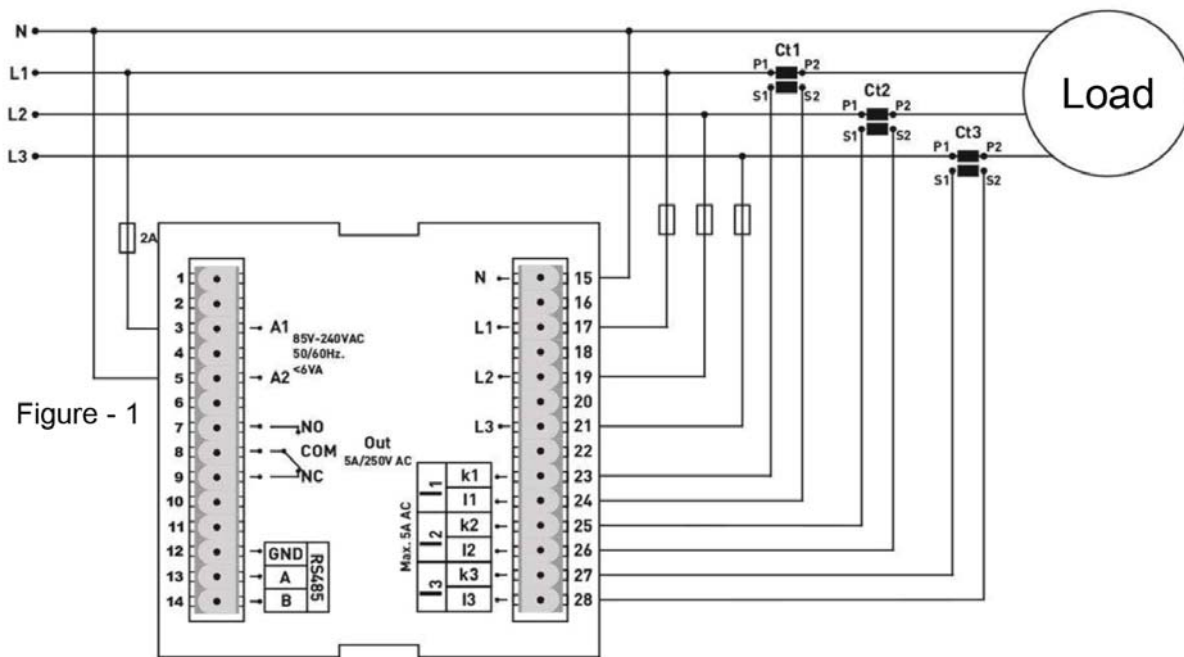 N
L1
L2
L3
Ct1
P1 P2
S1 S2
Ct2
P1 P2
S1 S2
Ct3
P1 P2
S1 S2
Load
2A
Figure - 1
1
2
3
4
5
6
7
8
9
10
11
12
13
14
A1
85V-240VAC
50/60Hz.
<6VA
A2
NO
COM
NC
Out
5A/250V AC
GND
A
B
RS485
N
L1
L2
L3
Max. 5A AC
I1
k1
l1
I2
k2
l2
I3
k3
l3
15
16
17
18
19
20
21
22
23
24
25
26
27
28